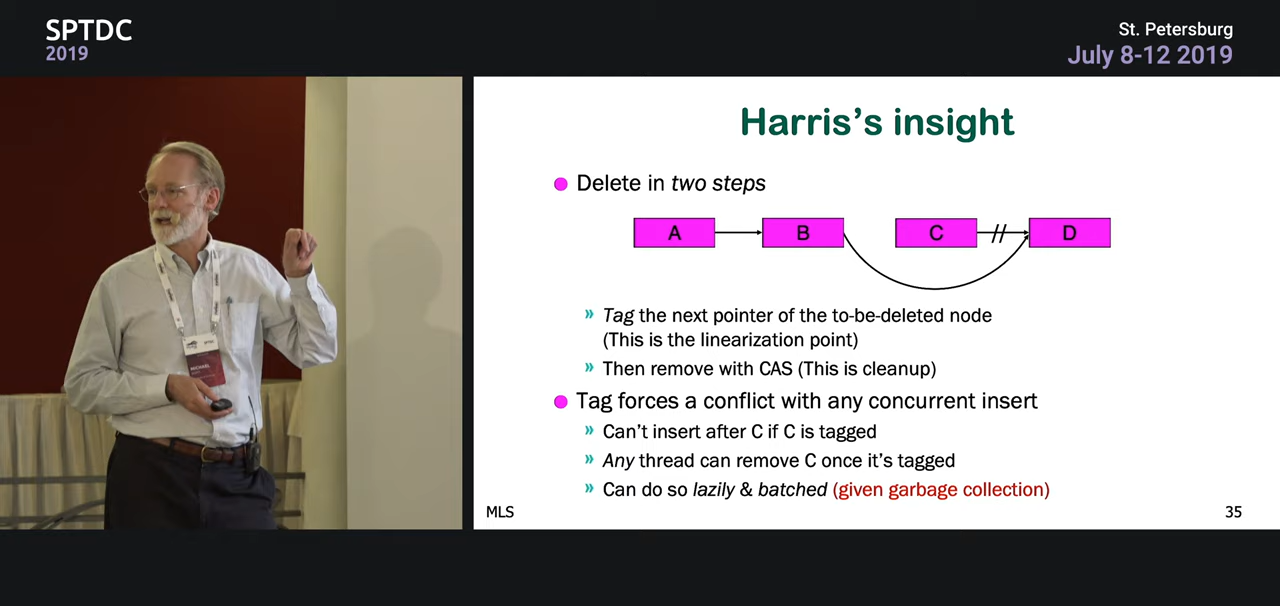 SPTDC
2019
St. Petersburg
July 8-12 2019
Harris's insight
Delete in two steps
A
B
C
//
D
» Tag the next pointer of the to-be-deleted node
(This is the linearization point)
» Then remove with CAS (This is cleanup)
Tag forces a conflict with any concurrent insert
» Can't insert after C if C is tagged
» Any thread can remove C once it's tagged
» Can do so lazily & batched (given garbage collection)
MLS
35
MICHAEL